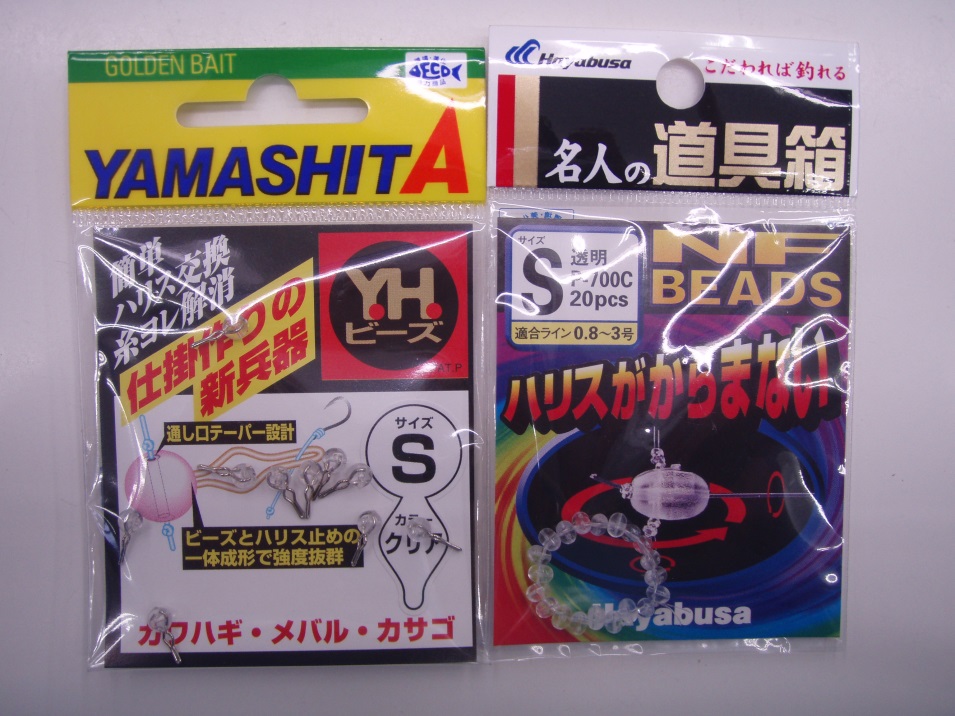 GOLDEN BAIT
YAMASHITA
簡単
ハリス交換
糸ヨレ解消
仕掛作りの
新兵器
Y.H.
ビーズ
PAT.P
通し口テーパー設計
サイズ
S
カラー
クリア
ビーズとハリス止めの
一体成形で強度抜群
カワハギ・メバル・カサゴ
Hayabusa
こだわれば釣れる
名人の道具箱
サイズ
S
透明
P-700C
20pcs
適合ライン 0.8〜3号
NF
BEADS
ハリスがからまない
Hayabusa